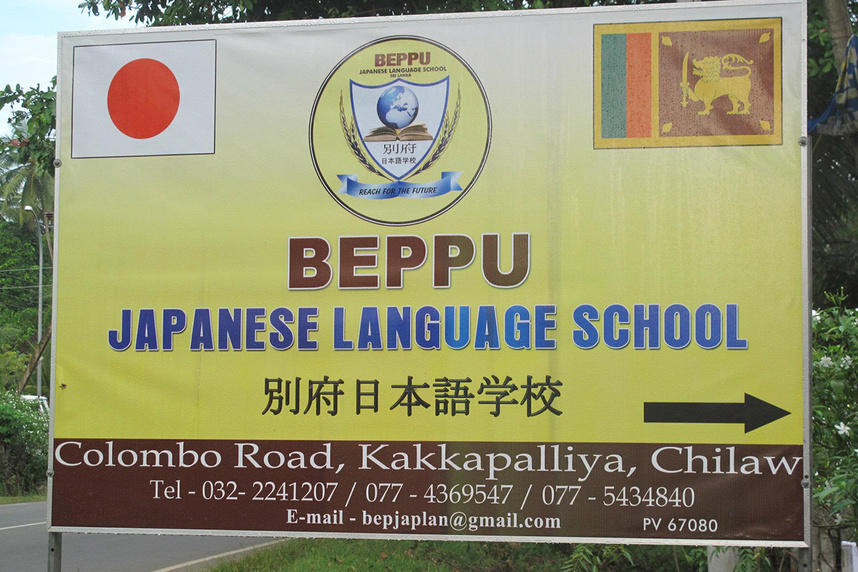 BEPPU
JAPANESE LANGUAGE SCHOOL
SRI LANKA
別府
日本語学校
REACH FOR THE FUTURE
BEPPU
JAPANESE LANGUAGE SCHOOL
別府日本語学校
Colombo Road, Kakkapalliya, Chilaw
Tel - 032- 2241207 / 077 - 4369547 / 077 - 5434840
E-mail - bepjaplan@gmail.com
PV 67080